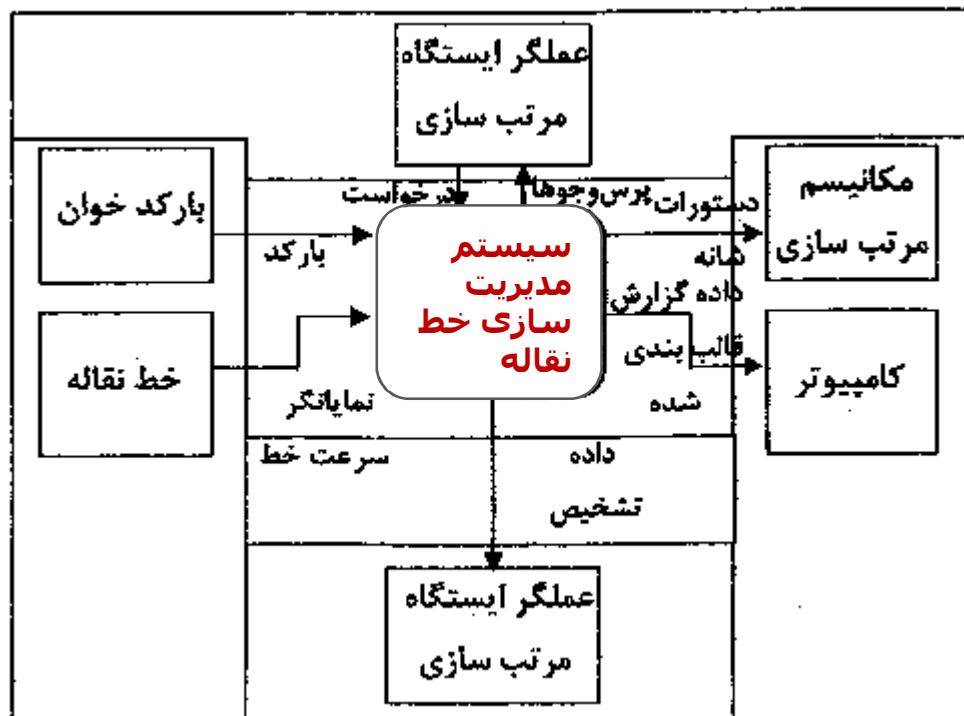 عملگر ایستگاه
مرتب سازی
درخواست
پرس‌وجوها
بارکد خوان
بارکد
سیستم
مدیریت
سازی خط
نقاله
دستورات
شانه
مکانیسم
مرتب سازی
خط نقاله
نمایانگر
سرعت خط
داده گزارش
قالب بندی
شده
کامپیوتر
داده
تشخیص
عملگر ایستگاه
مرتب سازی